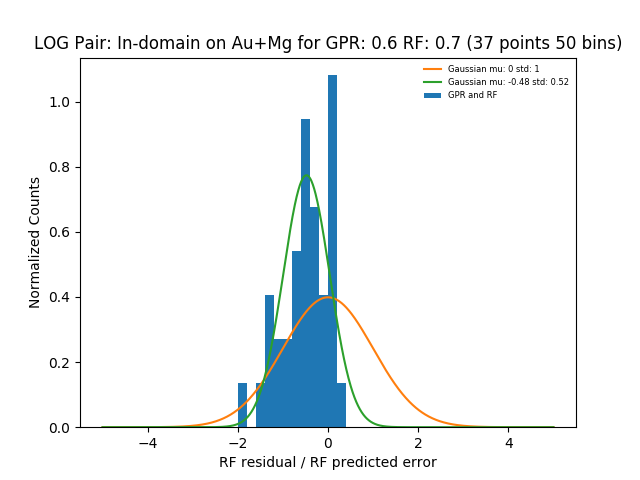 LOG Pair: In-domain on Au+Mg for GPR: 0.6 RF: 0.7 (37 points 50 bins)
Gaussian mu: 0 std: 1
Gaussian mu: -0.48 std: 0.52
GPR and RF
1.0
0.8
0.6
0.4
0.2
0.0
Normalized Counts
−4 −2 0 2 4
RF residual / RF predicted error